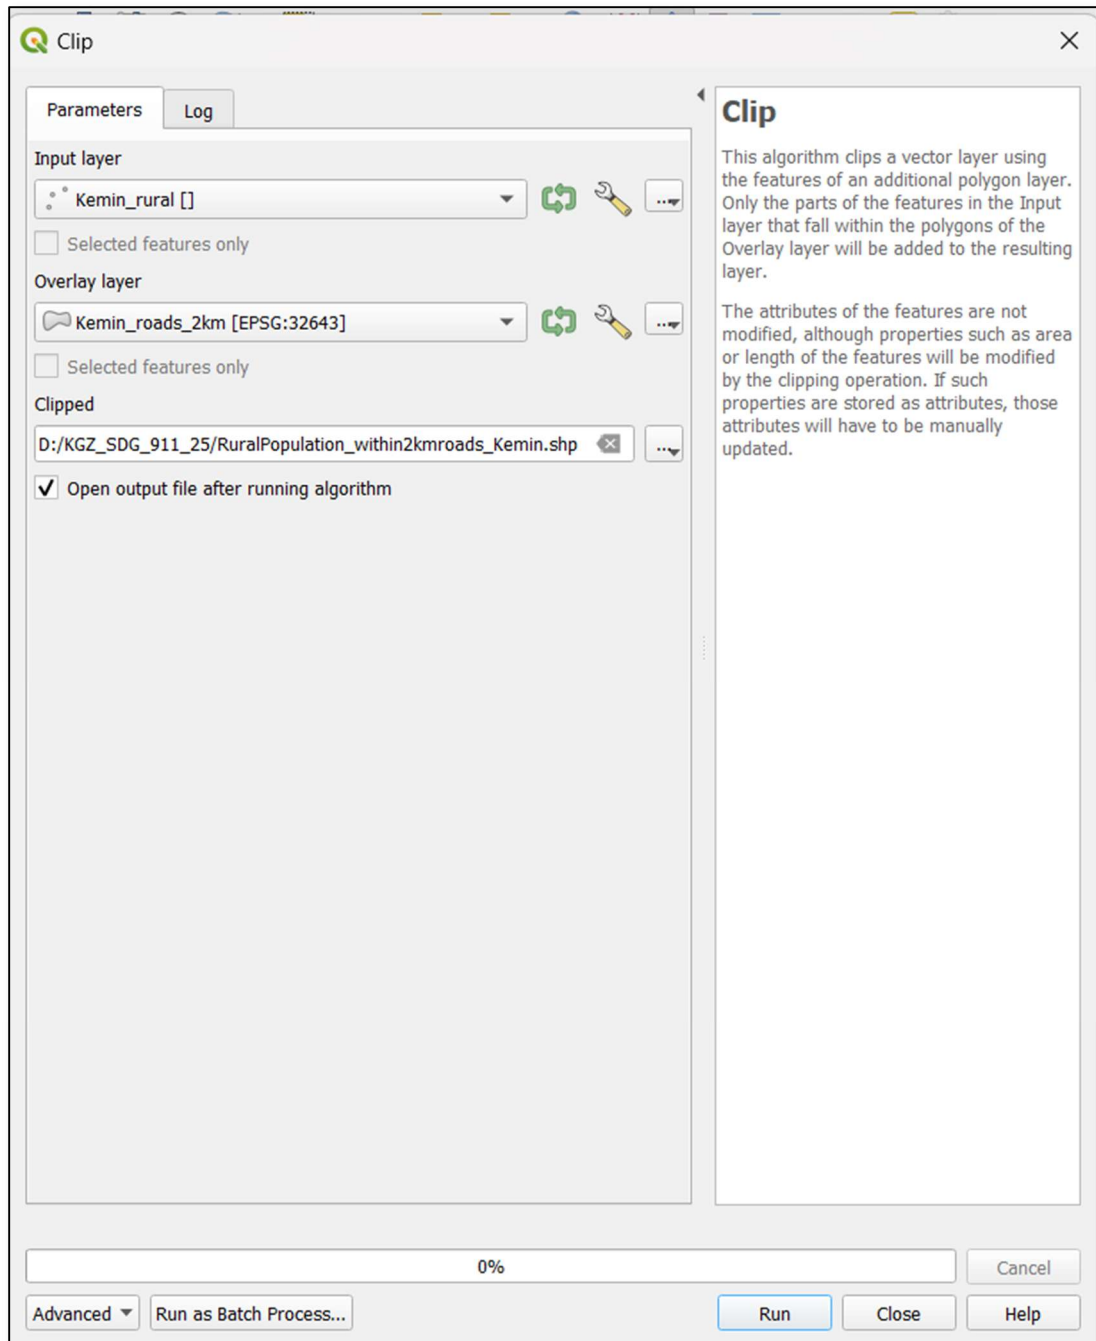 Clip
Parameters
Log
Input layer
Kemin_rural []
...
Selected features only
Overlay layer
Kemin_roads_2km [EPSG:32643]
...
Selected features only
Clipped
D:/KGZ_SDG_911_25/RuralPopulation_within2kmroads_Kemin.shp
...
Open output file after running algorithm
Clip
This algorithm clips a vector layer using
the features of an additional polygon layer.
Only the parts of the features in the Input
layer that fall within the polygons of the
Overlay layer will be added to the resulting
layer.
The attributes of the features are not
modified, although properties such as area
or length of the features will be modified
by the clipping operation. If such
properties are stored as attributes, those
attributes will have to be manually
updated.
0%
Cancel
Advanced
Run as Batch Process...
Run
Close
Help